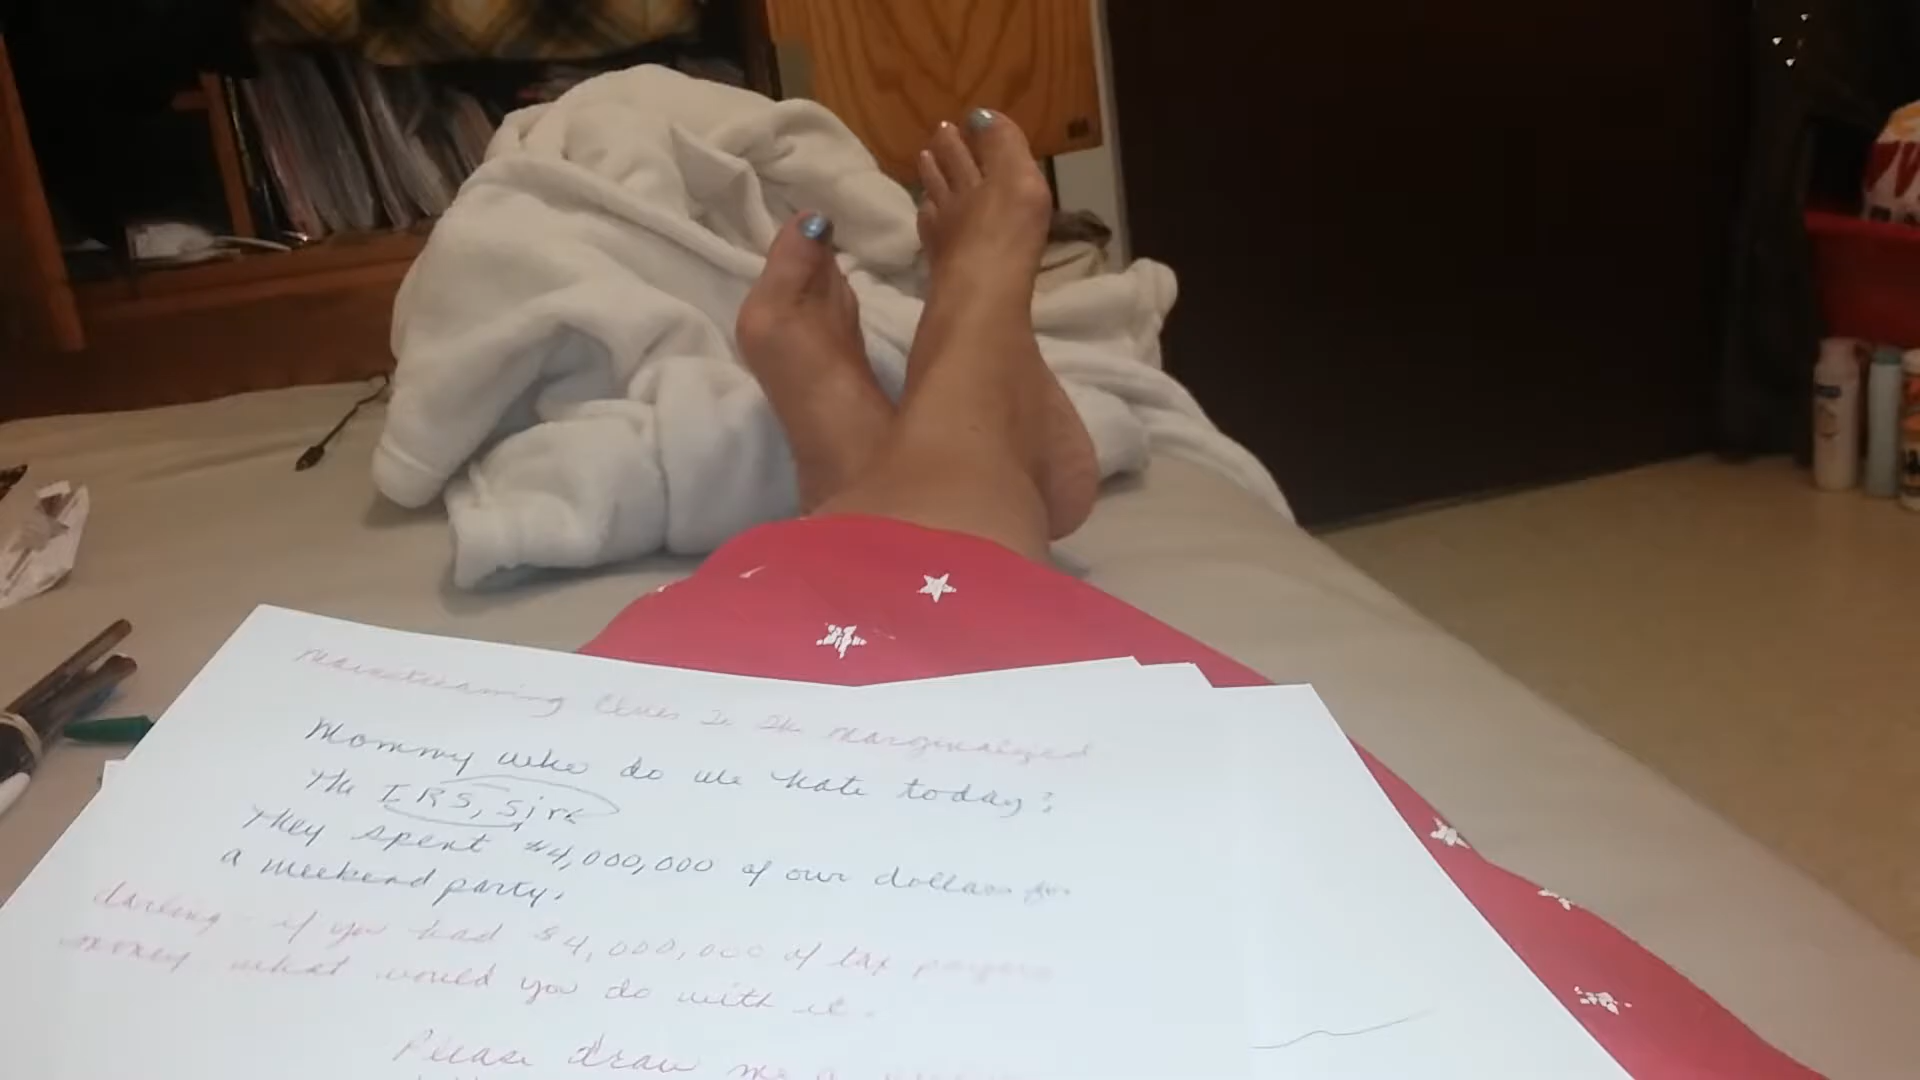 Mainstreaming Clues To The Marginalized
Mommy who do we hate today?
The IRS, Sire
They spent $4,000,000 of our dollars for
a weekend party.
darling - if you had $4,000,000 of tax payers
money what would you do with it.
Please draw me a